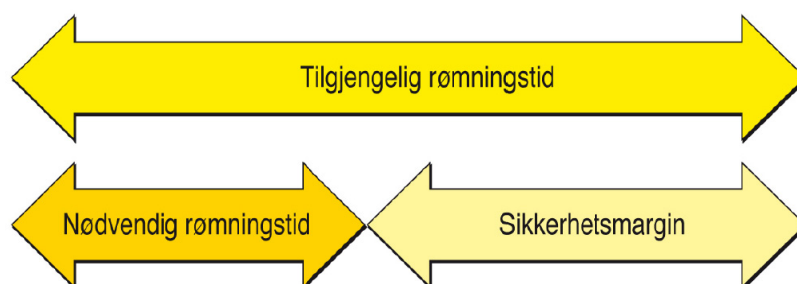 Tilgjengelig rømningstid
Nødvendig rømningstid
Sikkerhetsmargin